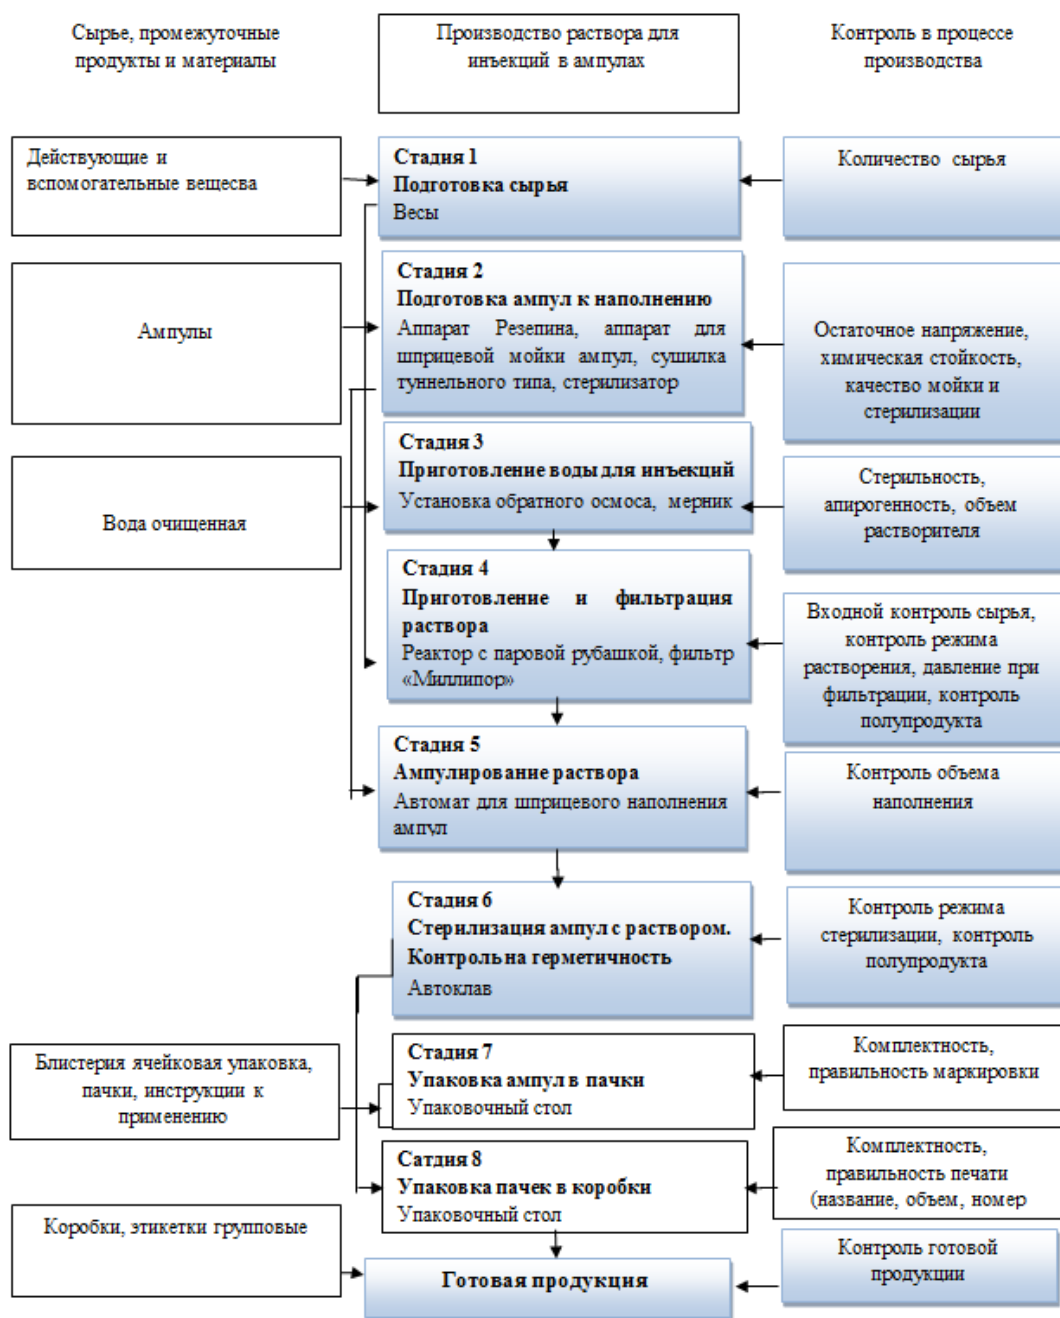 Сырье, промежуточные
продукты и материалы
Производство раствора для
инъекций в ампулах
Контроль в процессе
производства
Действующие и
вспомогательные вещесва
Стадия 1
Подготовка сырья
Весы
Количество сырья
Ампулы
Стадия 2
Подготовка ампул к наполнению
Аппарат Резепина, аппарат для
шприцевой мойки ампул, сушилка
туннельного типа, стерилизатор
Остаточное напряжение,
химическая стойкость,
качество мойки и
стерилизации
Вода очищенная
Стадия 3
Приготовление воды для инъекций
Установка обратного осмоса, мерник
Стерильность,
апирогенность, объем
растворителя
Стадия 4
Приготовление и фильтрация
раствора
Реактор с паровой рубашкой, фильтр
«Миллипор»
Входной контроль сырья,
контроль режима
растворения, давление при
фильтрации, контроль
полупродукта
Стадия 5
Ампулирование раствора
Автомат для шприцевого наполнения
ампул
Контроль объема
наполнения
Стадия 6
Стерилизация ампул с раствором.
Контроль на герметичность
Автоклав
Контроль режима
стерилизации, контроль
полупродукта
Блистерия ячейковая упаковка,
пачки, инструкции к
применению
Стадия 7
Упаковка ампул в пачки
Упаковочный стол
Комплектность,
правильность маркировки
Сатдия 8
Упаковка пачек в коробки
Упаковочный стол
Комплектность,
правильность печати
(название, объем, номер
Коробки, этикетки групповые
Готовая продукция
Контроль готовой
продукции